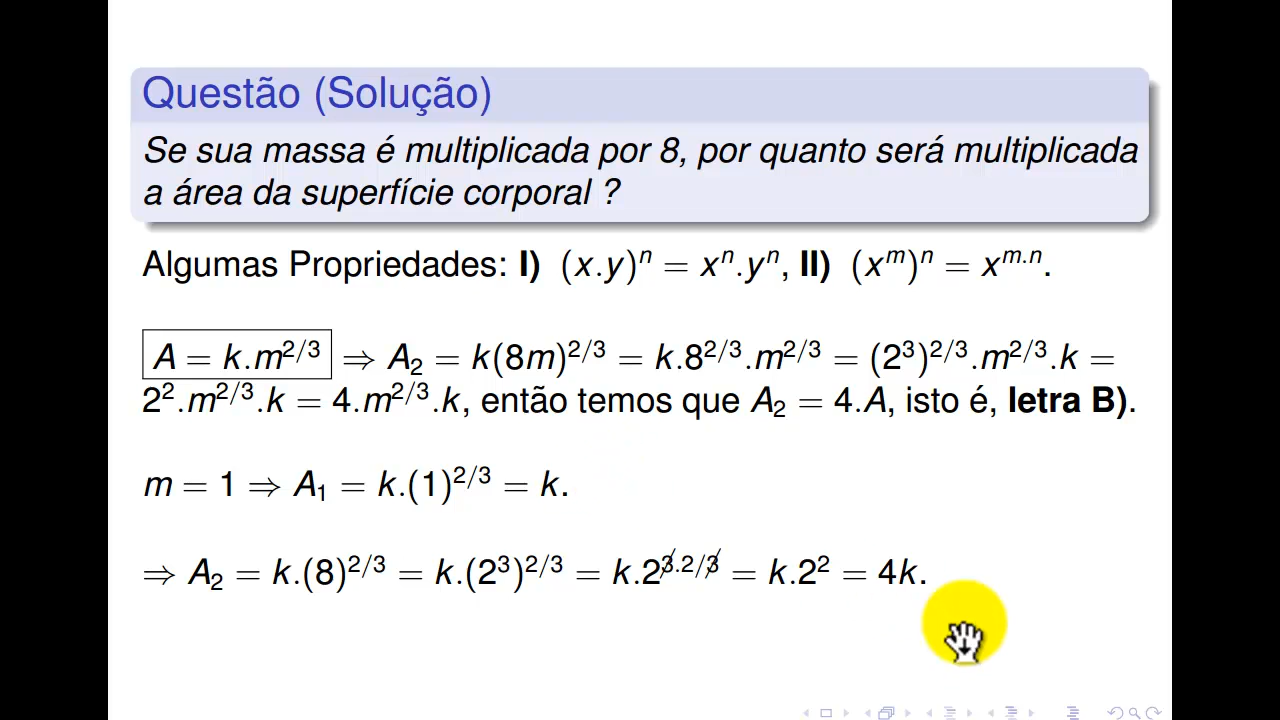 Questão (Solução)
Se sua massa é multiplicada por 8, por quanto será multiplicada
a área da superfície corporal ?
Algumas Propriedades: I) (x.y)ⁿ = xⁿ.yⁿ, II) (x^m)^n = x^{m.n}.
A = k.m^{2/3} ⇒ A₂ = k(8m)^{2/3} = k.8^{2/3}.m^{2/3} = (2³)^{2/3}.m^{2/3}.k =
2².m^{2/3}.k = 4.m^{2/3}.k, então temos que A₂ = 4.A, isto é, letra B).
m = 1 ⇒ A₁ = k.(1)^{2/3} = k.
⇒ A₂ = k.(8)^{2/3} = k.(2³)^{2/3} = k.2^{3.2/3} = k.2² = 4k.